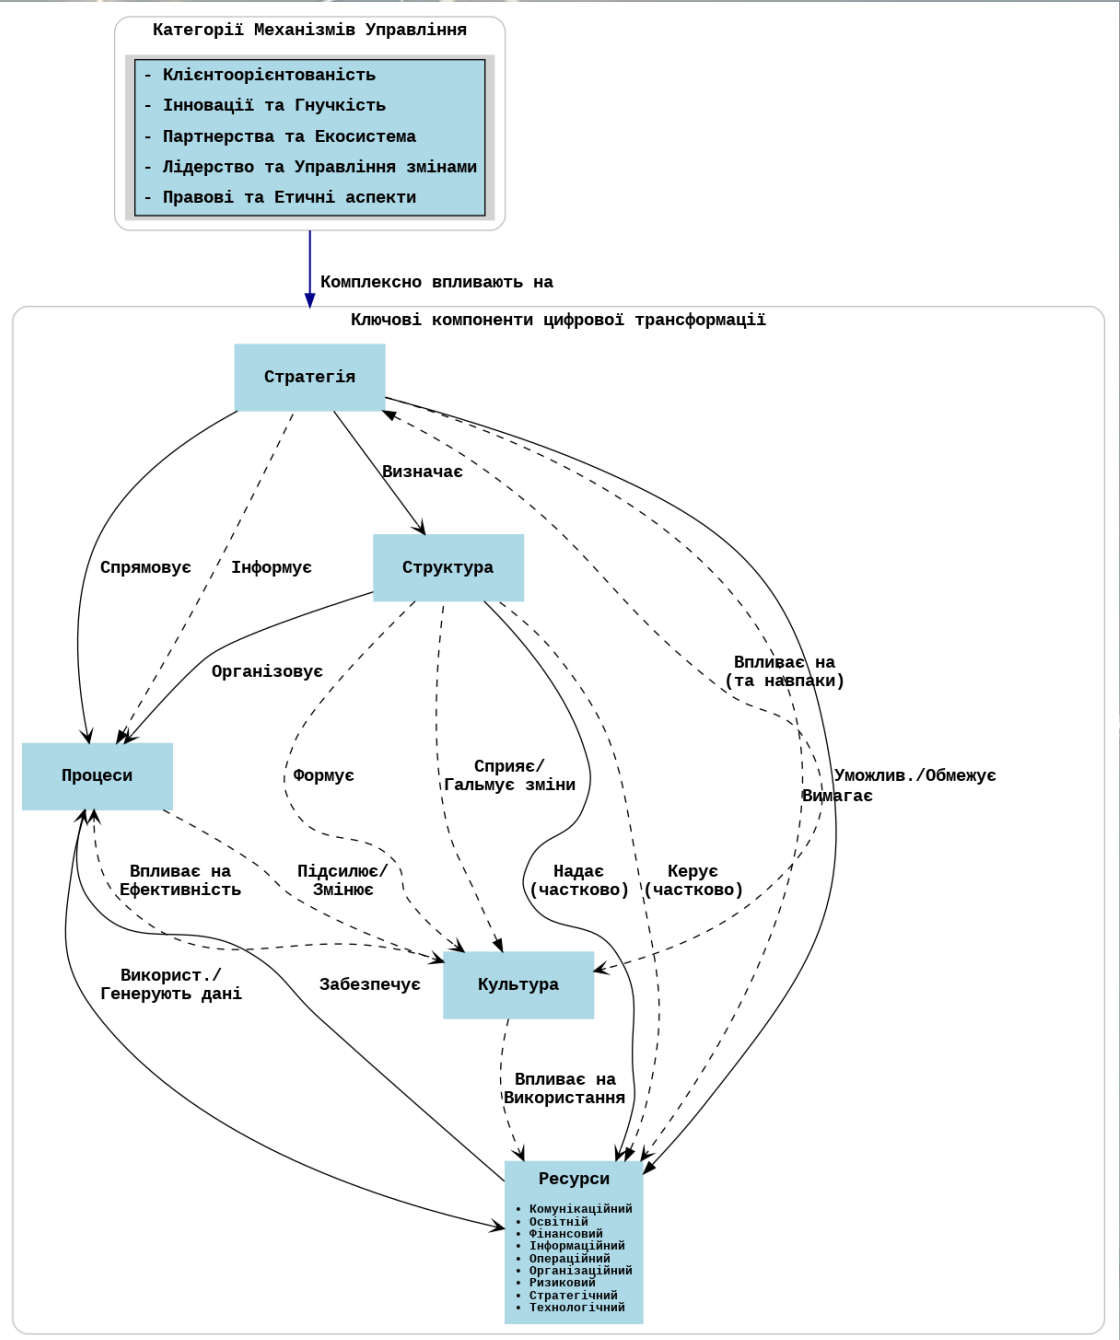 Категорії Механізмів Управління
- Клієнтоорієнтованість
- Інновації та Гнучкість
- Партнерства та Екосистема
- Лідерство та Управління змінами
- Правові та Етичні аспекти
Комплексно впливають на
Ключові компоненти цифрової трансформації
Стратегія
Визначає
Структура
Спрямовує
Інформує
Організовує
Впливає на
(та навпаки)
Процеси
Формує
Сприяє/
Гальмує зміни
Уможлив./Обмежує
Вимагає
Впливає на
Ефективність
Підсилює/
Змінює
Надає
(частково)
Керує
(частково)
Використ./
Генерують дані
Забезпечує
Культура
Впливає на
Використання
Ресурси
• Комунікаційний
• Освітній
• Фінансовий
• Інформаційний
• Операційний
• Організаційний
• Ризиковий
• Стратегічний
• Технологічний